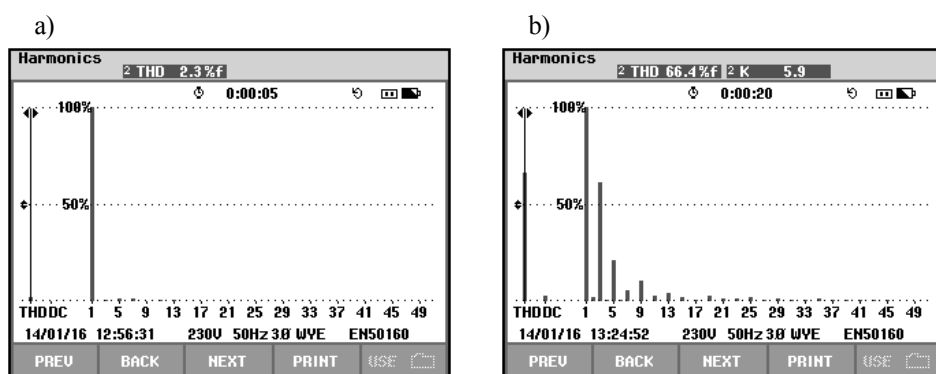 a)
Harmonics
2 THD 2.3%f
0:00:05
100%
50%
THD DC 1 5 9 13 17 21 25 29 33 37 41 45 49
14/01/16 12:56:31 230V 50Hz 3Ø WYE EN50160
PREV BACK NEXT PRINT USE
b)
Harmonics
2 THD 66.4%f 2 K 5.9
0:00:20
100%
50%
THD DC 1 5 9 13 17 21 25 29 33 37 41 45 49
14/01/16 13:24:52 230V 50Hz 3Ø WYE EN50160
PREV BACK NEXT PRINT USE